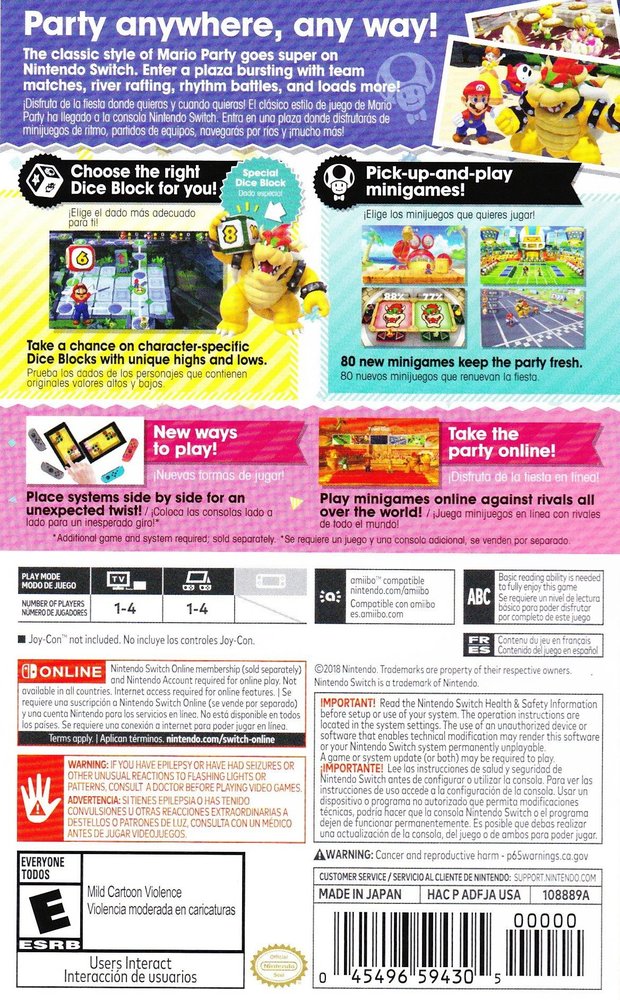 Party anywhere, any way!
The classic style of Mario Party goes super on
Nintendo Switch. Enter a plaza bursting with team
matches, river rafting, rhythm battles, and loads more!
¡Disfruta de la fiesta donde quieras y cuando quieras! El clásico estilo de juego de Mario
Party ha llegado a la consola Nintendo Switch. Entra en una plaza donde disfrutarás de
minijuegos de ritmo, partidos de equipos, navegarás por ríos y ¡mucho más!
Choose the right
Dice Block for you!
Special
Dice Block
Dado especial
¡Elige el dado más adecuado
para ti!
6
8
Take a chance on character-specific
Dice Blocks with unique highs and lows.
Prueba los dados de los personajes que contienen
originales valores altos y bajos.
Pick-up-and-play
minigames!
¡Elige los minijuegos que quieres jugar!
88% 77%
80 new minigames keep the party fresh.
80 nuevos minijuegos que renuevan la fiesta.
New ways
to play!
¡Nuevas formas de jugar!
Place systems side by side for an
unexpected twist! / ¡Coloca las consolas lado a
lado para un inesperado giro!*
Take the
party online!
¡Disfruta de la fiesta en línea!
Play minigames online against rivals all
over the world! / ¡Juega minijuegos en línea con rivales
de todo el mundo!
*Additional game and system required; sold separately. *Se requiere un juego y una consola adicional, se venden por separado.
PLAY MODE
MODO DE JUEGO
TV
NUMBER OF PLAYERS
NÚMERO DE JUGADORES
1-4
1-4
Joy-Con™ not included. No incluye los controles Joy-Con.
amiibo™ compatible
nintendo.com/amiibo
Compatible con amiibo
es.amiibo.com
ABC
Basic reading ability is needed
to fully enjoy this game
Se requiere un nivel de lectura
básico para poder disfrutar
por completo de este juego
FR Contenu du jeu en français
ES Contenido del juego en español
ONLINE
Nintendo Switch Online membership (sold separately)
and Nintendo Account required for online play. Not
available in all countries. Internet access required for online features. | Se
requiere una suscripción a Nintendo Switch Online (se vende por separado)
y una cuenta Nintendo para los servicios en línea. No está disponible en todos
los países. Se requiere una conexión a internet para poder jugar en línea.
Terms apply. | Aplican términos. nintendo.com/switch-online
WARNING: IF YOU HAVE EPILEPSY OR HAVE HAD SEIZURES OR
OTHER UNUSUAL REACTIONS TO FLASHING LIGHTS OR
PATTERNS, CONSULT A DOCTOR BEFORE PLAYING VIDEO GAMES.
ADVERTENCIA: SI TIENES EPILEPSIA O HAS TENIDO
CONVULSIONES U OTRAS REACCIONES EXTRAORDINARIAS A
DESTELLOS O PATRONES DE LUZ, CONSULTA CON UN MÉDICO
ANTES DE JUGAR VIDEOJUEGOS.
EVERYONE
TODOS
E
ESRB
Mild Cartoon Violence
Violencia moderada en caricaturas
Users Interact
Interacción de usuarios
Official
Nintendo
Seal
©2018 Nintendo. Trademarks are property of their respective owners.
Nintendo Switch is a trademark of Nintendo.
IMPORTANT! Read the Nintendo Switch Health & Safety Information
before setup or use of your system. The operation instructions are
located in the system settings. The use of an unauthorized device or
software that enables technical modification may render this software
or your Nintendo Switch system permanently unplayable.
A game or system update (or both) may be required to play.
¡IMPORTANTE! Lee las instrucciones de salud y seguridad de
Nintendo Switch antes de configurar o utilizar la consola. Para ver las
instrucciones de uso accede a la configuración de la consola. Usar un
dispositivo o programa no autorizado que permita modificaciones
técnicas, podría hacer que la consola Nintendo Switch o el programa
dejen de funcionar permanentemente. Es posible que debas realizar
una actualización de la consola, del juego o de ambos para poder jugar.
WARNING: Cancer and reproductive harm - p65warnings.ca.gov
CUSTOMER SERVICE / SERVICIO AL CLIENTE DE NINTENDO: SUPPORT.NINTENDO.COM
MADE IN JAPAN HAC P ADFJA USA 108889A
00000
0 45496 59430 5